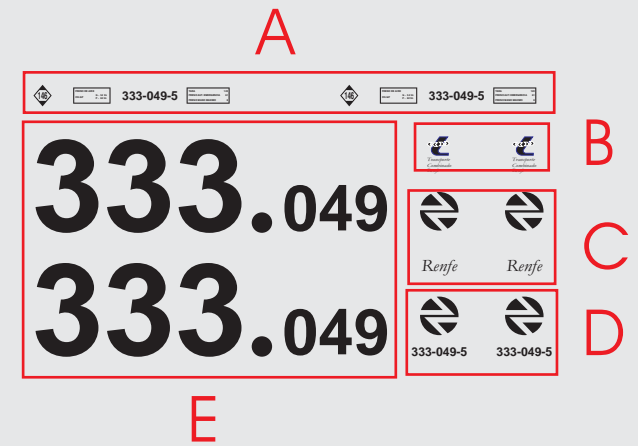 A
146
333-049-5
146
333-049-5
333.049
333.049
Transporte
Combinado
Transporte
Combinado
B
Renfe
Renfe
C
333-049-5
333-049-5
D
E